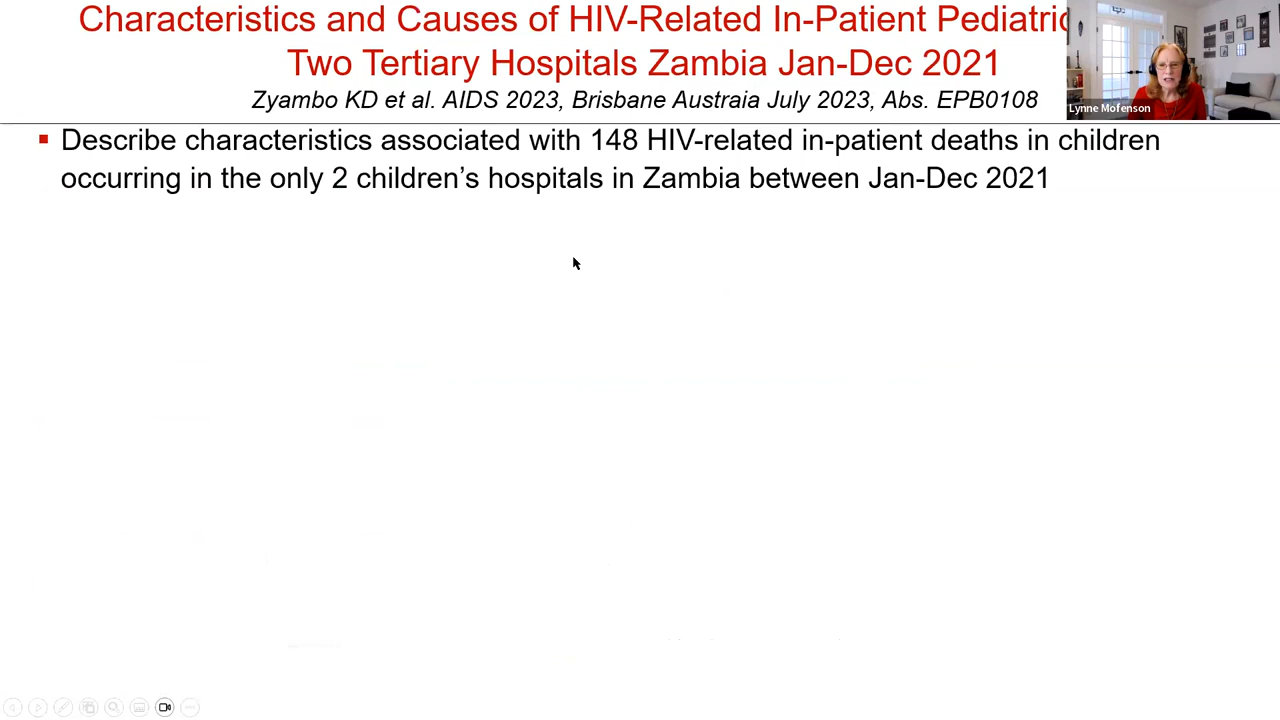 Characteristics and Causes of HIV-Related In-Patient Pediatric
Two Tertiary Hospitals Zambia Jan-Dec 2021
Zyambo KD et al. AIDS 2023, Brisbane Austraia July 2023, Abs. EPB0108
Lynne Mofenson
Describe characteristics associated with 148 HIV-related in-patient deaths in children
occurring in the only 2 children’s hospitals in Zambia between Jan-Dec 2021